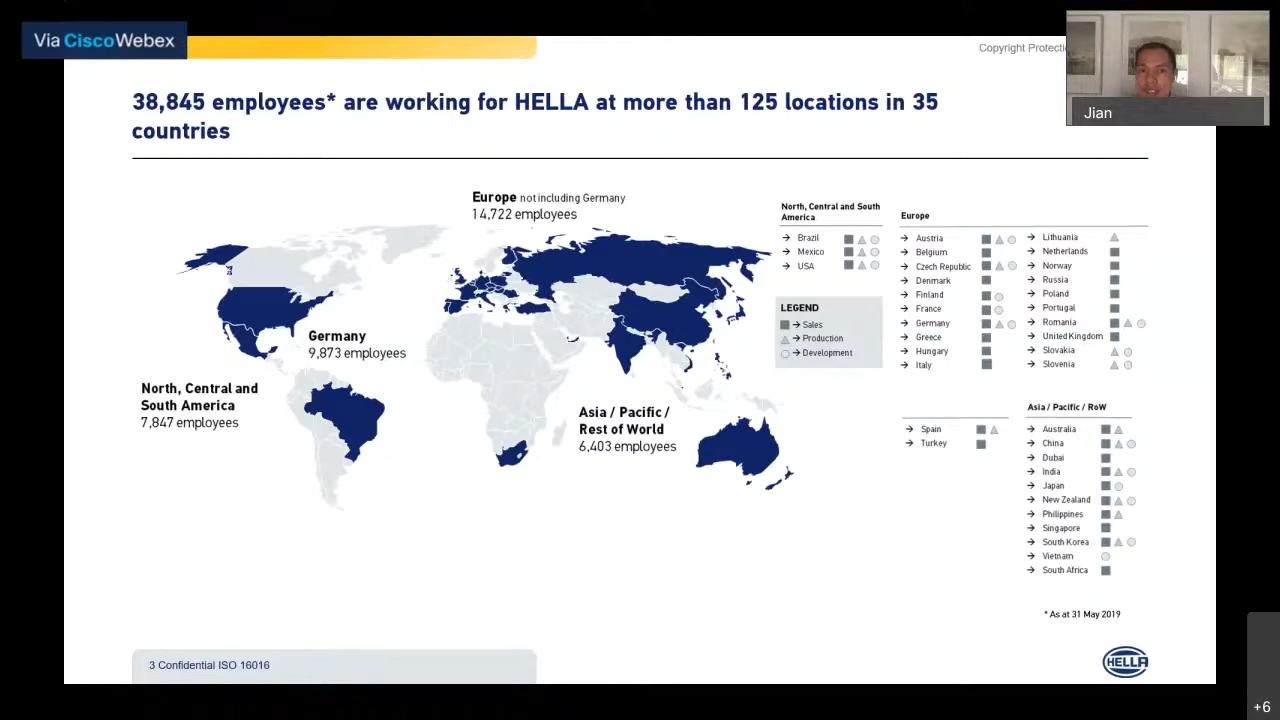 Via CiscoWebex
Copyright Protecti
Jian
38,845 employees* are working for HELLA at more than 125 locations in 35
countries
Europe not including Germany
14,722 employees
Germany
9,873 employees
North, Central and
South America
7,847 employees
Asia / Pacific /
Rest of World
6,403 employees
North, Central and South
America
→ Brazil
→ Mexico
→ USA
LEGEND
→ Sales
→ Production
→ Development
Europe
→ Austria
→ Belgium
→ Czech Republic
→ Denmark
→ Finland
→ France
→ Germany
→ Greece
→ Hungary
→ Italy
→ Lithuania
→ Netherlands
→ Norway
→ Russia
→ Poland
→ Portugal
→ Romania
→ United Kingdom
→ Slovakia
→ Slovenia
→ Spain
→ Turkey
Asia / Pacific / RoW
→ Australia
→ China
→ Dubai
→ India
→ Japan
→ New Zealand
→ Philippines
→ Singapore
→ South Korea
→ Vietnam
→ South Africa
* As at 31 May 2019
3 Confidential ISO 16016
HELLA
+6